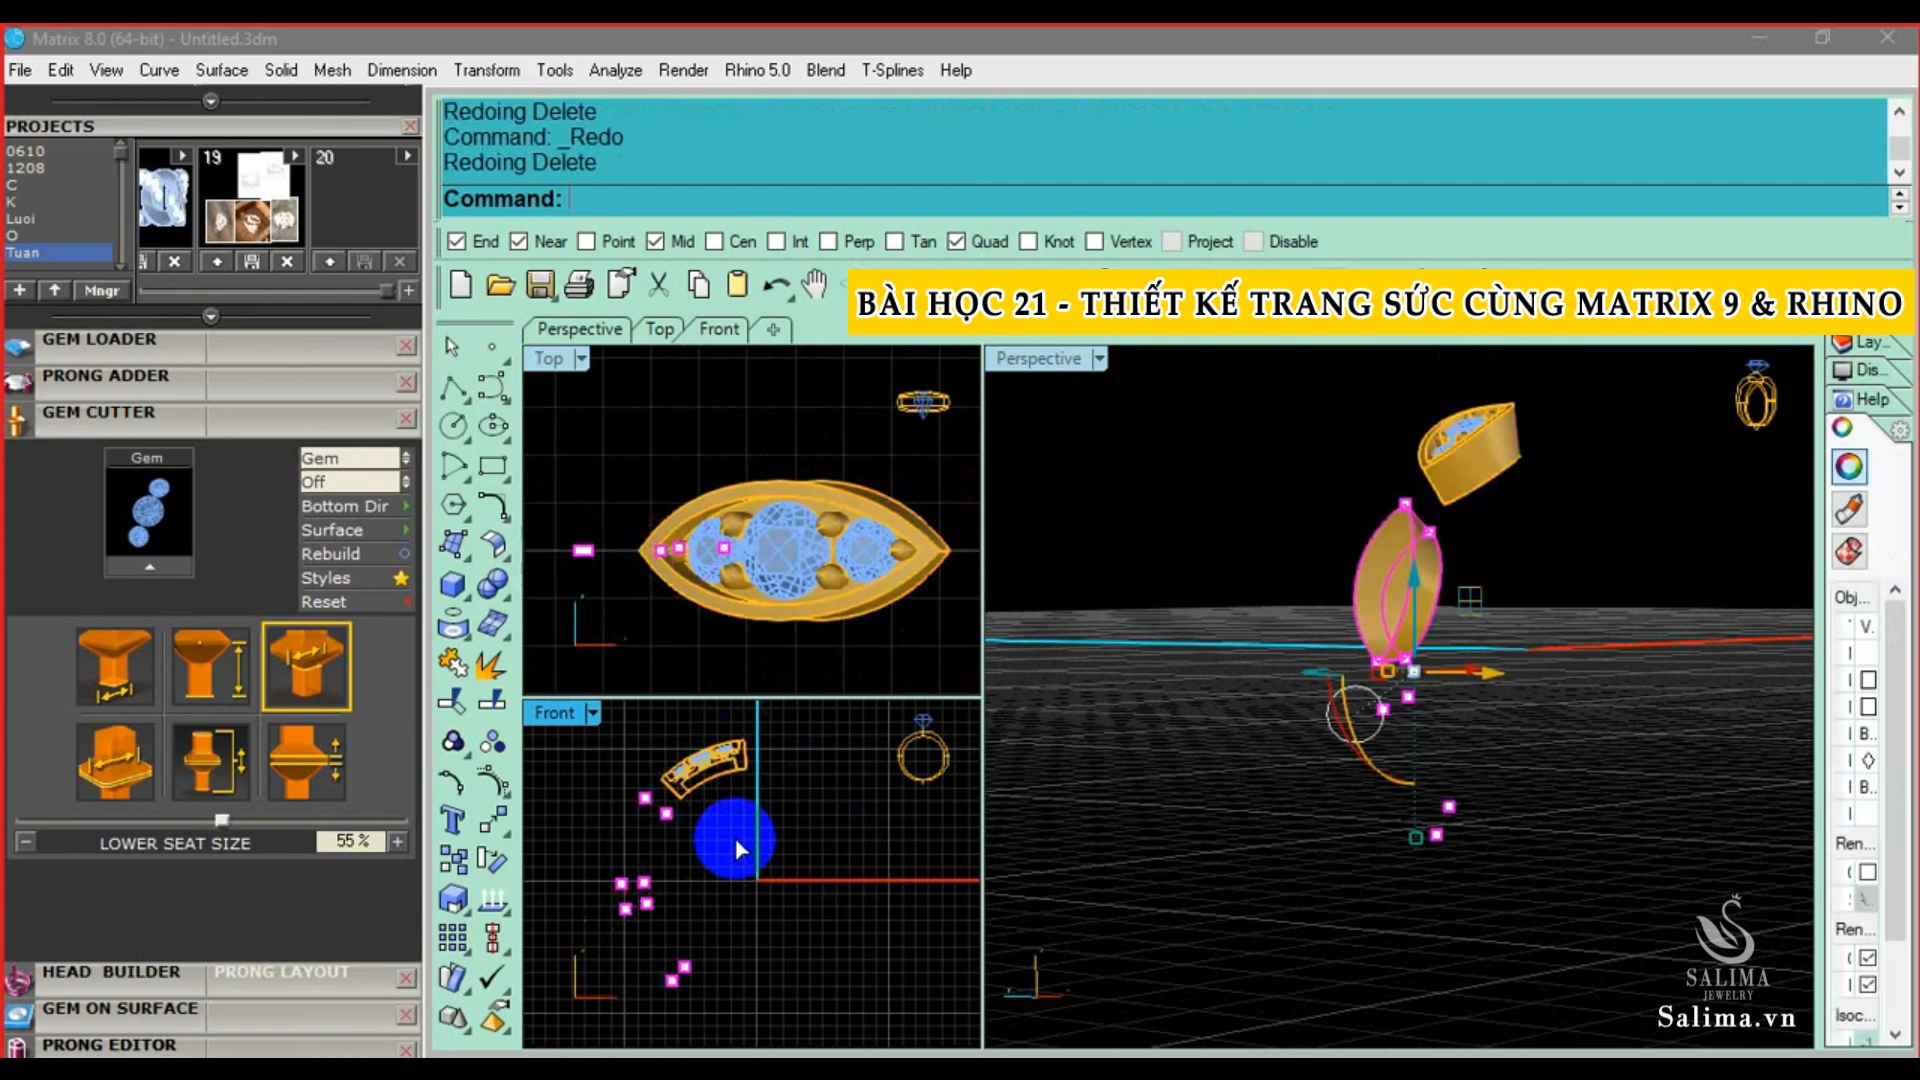 Matrix 8.0 (64-bit) - Untitled.3dm
File Edit View Curve Surface Solid Mesh Dimension Transform Tools Analyze Render Rhino 5.0 Blend T-Splines Help
PROJECTS
0610
1208
C
K
Luoi
O
Tuan
19
20
Mngr
Redoing Delete
Command: _Redo
Redoing Delete
Command:
End Near Point Mid Cen Int Perp Tan Quad Knot Vertex Project Disable
BÀI HỌC 21 - THIẾT KẾ TRANG SỨC CÙNG MATRIX 9 & RHINO
Perspective Top Front
GEM LOADER
PRONG ADDER
GEM CUTTER
Gem
Gem
Off
Bottom Dir
Surface
Rebuild
Styles
Reset
LOWER SEAT SIZE 55 %
HEAD BUILDER PRONG LAYOUT
GEM ON SURFACE
PRONG EDITOR
Top
Perspective
Front
Lay...
Dis...
Help
Obj...
V.
B..
B..
Ren...
Ren...
Isoc...
SALIMA
JEWELRY
Salima.vn